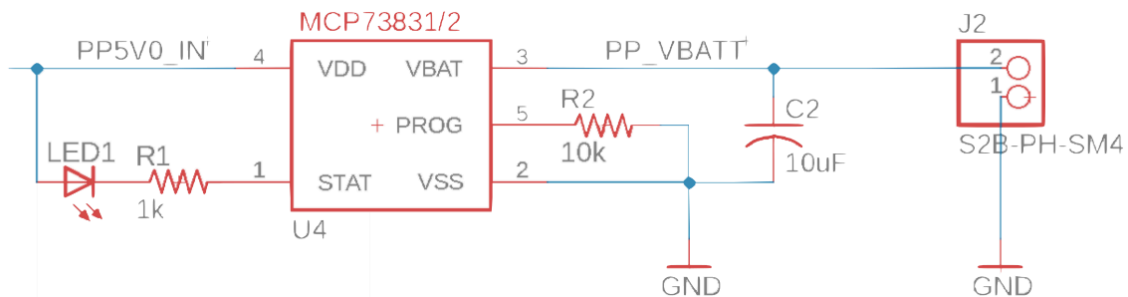 MCP73831/2
J2
PP5V0_IN
4
VDD
VBAT
3
PP_VBATT
2
1
R2
5
PROG
10k
C2
10uF
S2B-PH-SM4
LED1
R1
1k
1
STAT
VSS
2
U4
GND
GND